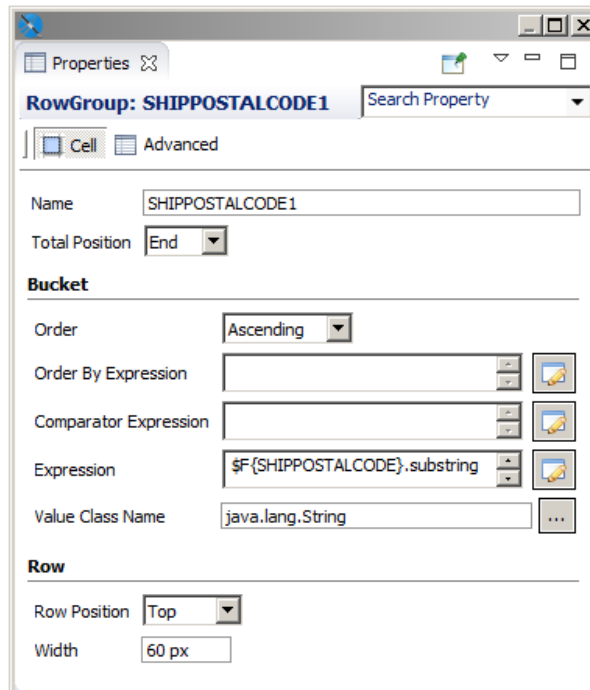 Properties
RowGroup: SHIPPOSTALCODE1 Search Property
Cell Advanced
Name SHIPPOSTALCODE1
Total Position End
Bucket
Order Ascending
Order By Expression
Comparator Expression
Expression $F{SHIPPOSTALCODE}.substring
Value Class Name java.lang.String ...
Row
Row Position Top
Width 60 px